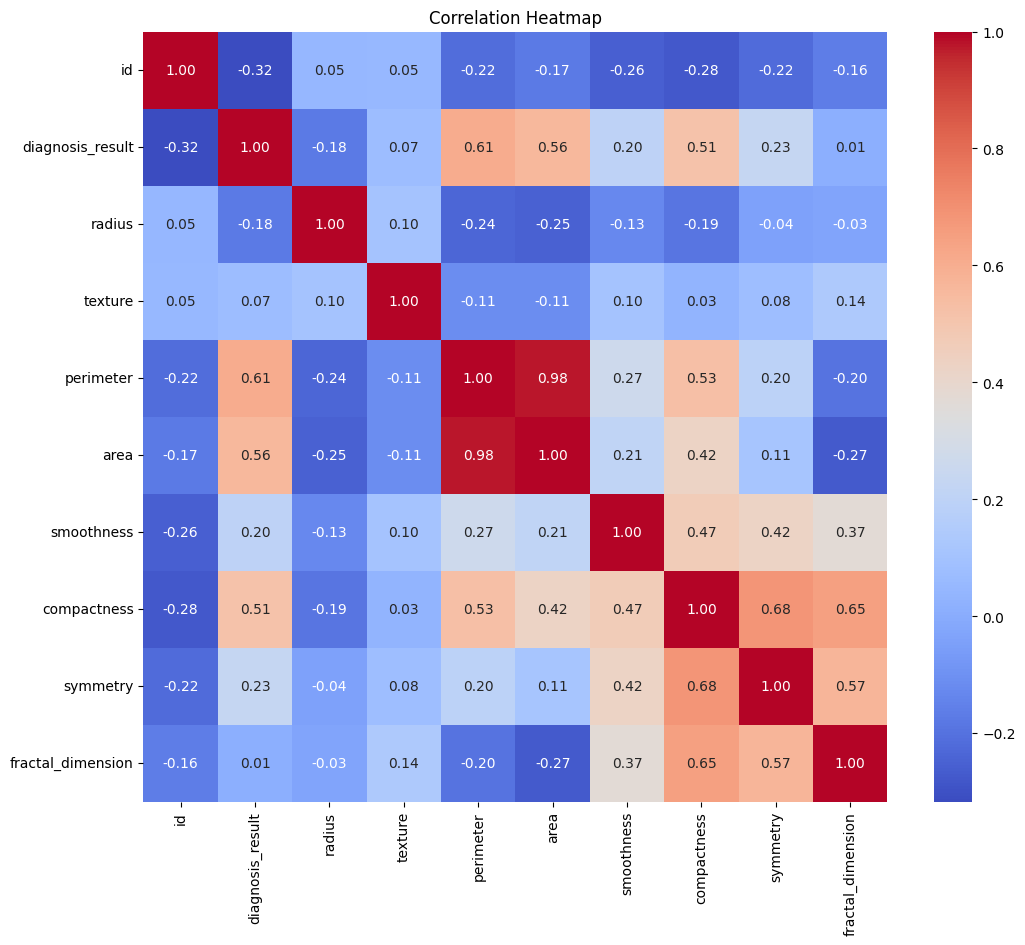 Correlation Heatmap
id 1.00 -0.32 0.05 0.05 -0.22 -0.17 -0.26 -0.28 -0.22 -0.16
diagnosis_result -0.32 1.00 -0.18 0.07 0.61 0.56 0.20 0.51 0.23 0.01
radius 0.05 -0.18 1.00 0.10 -0.24 -0.25 -0.13 -0.19 -0.04 -0.03
texture 0.05 0.07 0.10 1.00 -0.11 -0.11 0.10 0.03 0.08 0.14
perimeter -0.22 0.61 -0.24 -0.11 1.00 0.98 0.27 0.53 0.20 -0.20
area -0.17 0.56 -0.25 -0.11 0.98 1.00 0.21 0.42 0.11 -0.27
smoothness -0.26 0.20 -0.13 0.10 0.27 0.21 1.00 0.47 0.42 0.37
compactness -0.28 0.51 -0.19 0.03 0.53 0.42 0.47 1.00 0.68 0.65
symmetry -0.22 0.23 -0.04 0.08 0.20 0.11 0.42 0.68 1.00 0.57
fractal_dimension -0.16 0.01 -0.03 0.14 -0.20 -0.27 0.37 0.65 0.57 1.00
id
diagnosis_result
radius
texture
perimeter
area
smoothness
compactness
symmetry
fractal_dimension
1.0
0.8
0.6
0.4
0.2
0.0
−0.2